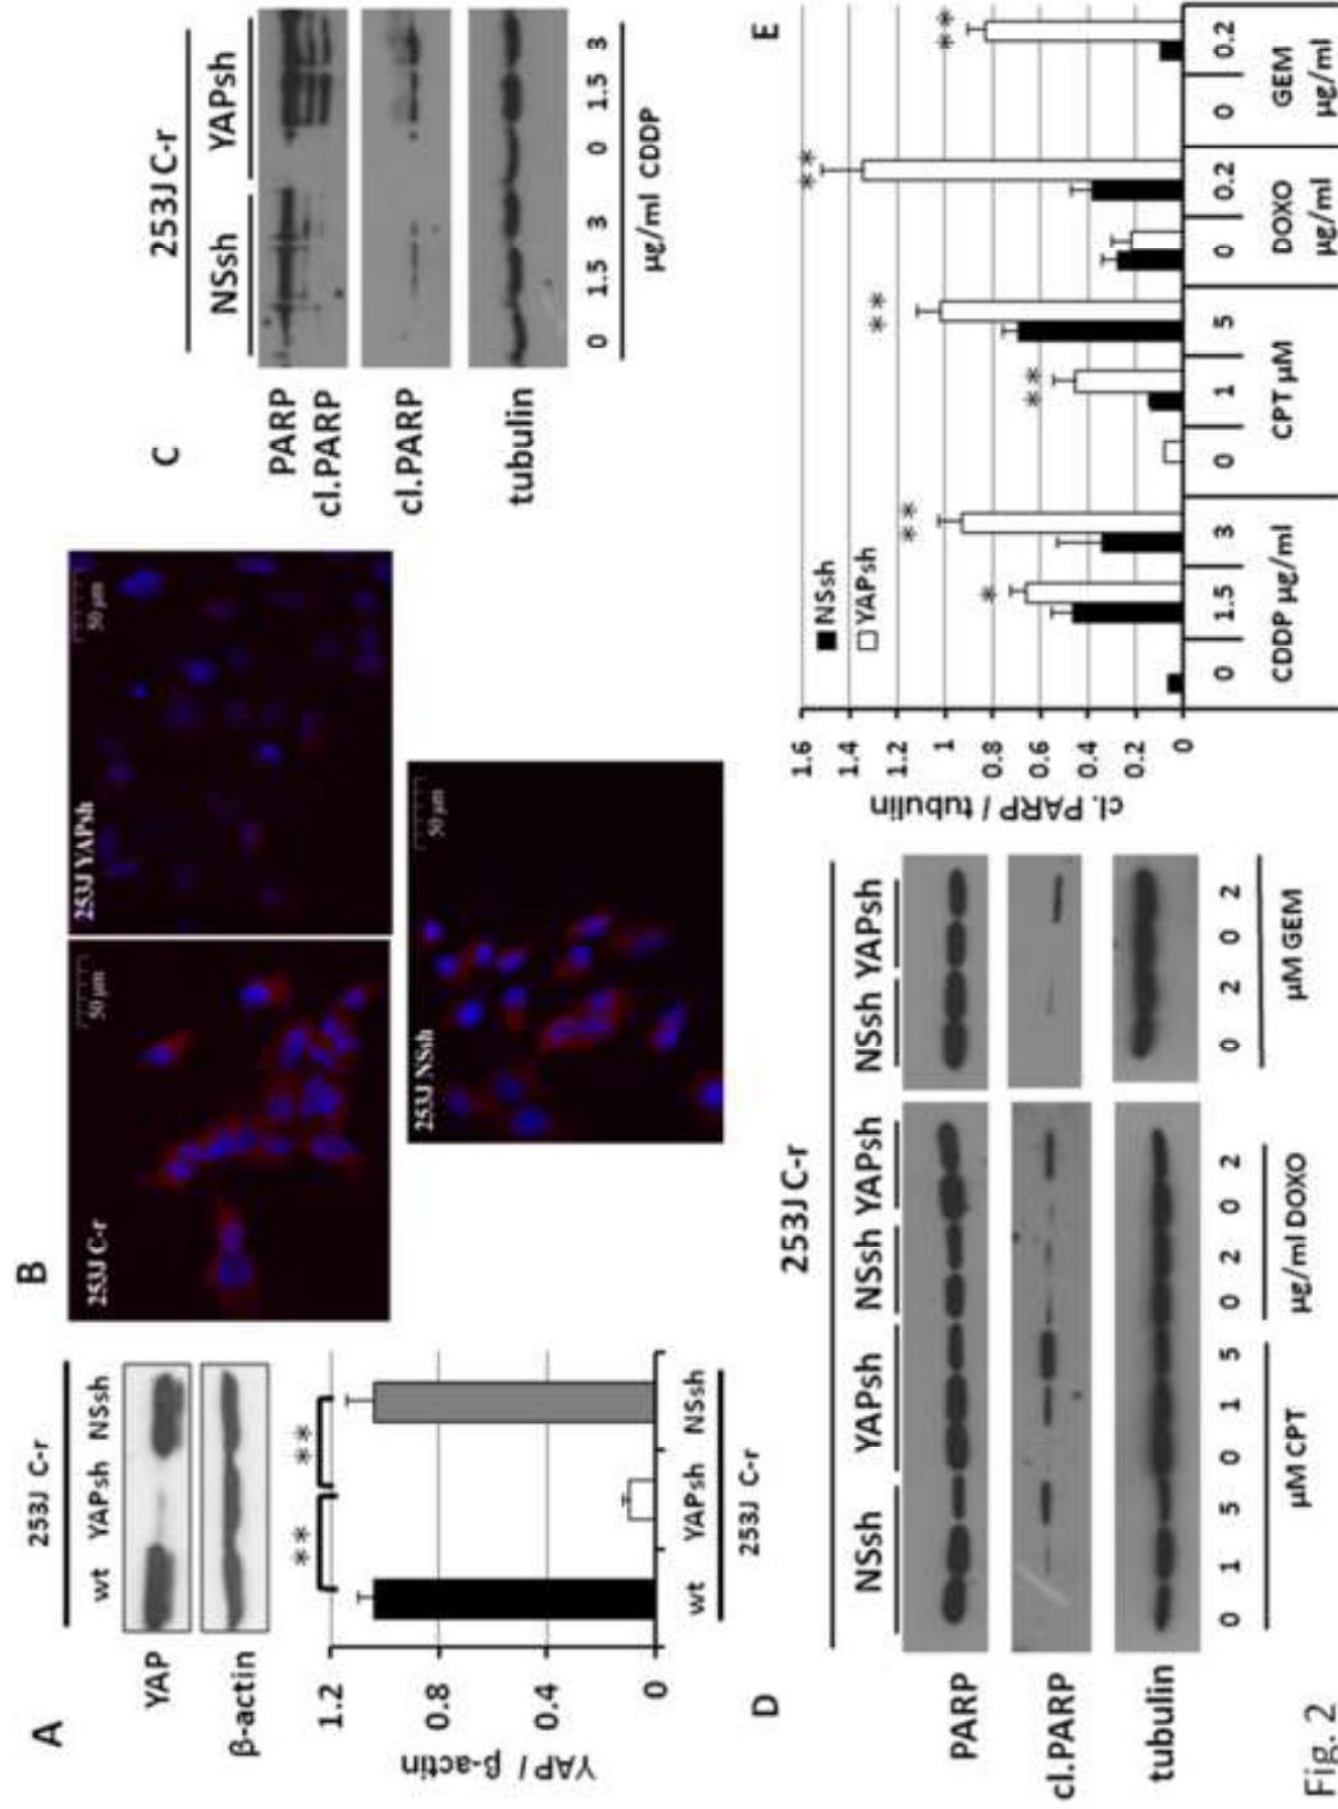 A
253J C-r
wt YAPsh NSsh
YAP
β-actin
**
**
1.2
0.8
0.4
0
YAP / β-actin
wt YAPsh NSsh
253J C-r
B
253J C-r
50 µm
253J YAPsh
50 µm
253J NSsh
50 µm
C
253J C-r
NSsh YAPsh
PARP
cl.PARP
cl.PARP
tubulin
0 1.5 3 0 1.5 3
µg/ml CDDP
D
253J C-r
NSsh YAPsh NSsh YAPsh NSsh YAPsh
PARP
cl.PARP
tubulin
0 1 5 0 1 5 0 2 0 2 0 2 0 2
µM CPT µg/ml DOXO µM GEM
E
NSsh
YAPsh
1.6
1.4
1.2
1
0.8
0.6
0.4
0.2
0
cl. PARP / tubulin
* ** ** ** ** **
0 1.5 3 0 1 5 0 0.2 0 0.2
CDDP µg/ml CPT µM DOXO GEM
µg/ml µg/ml
Fig. 2